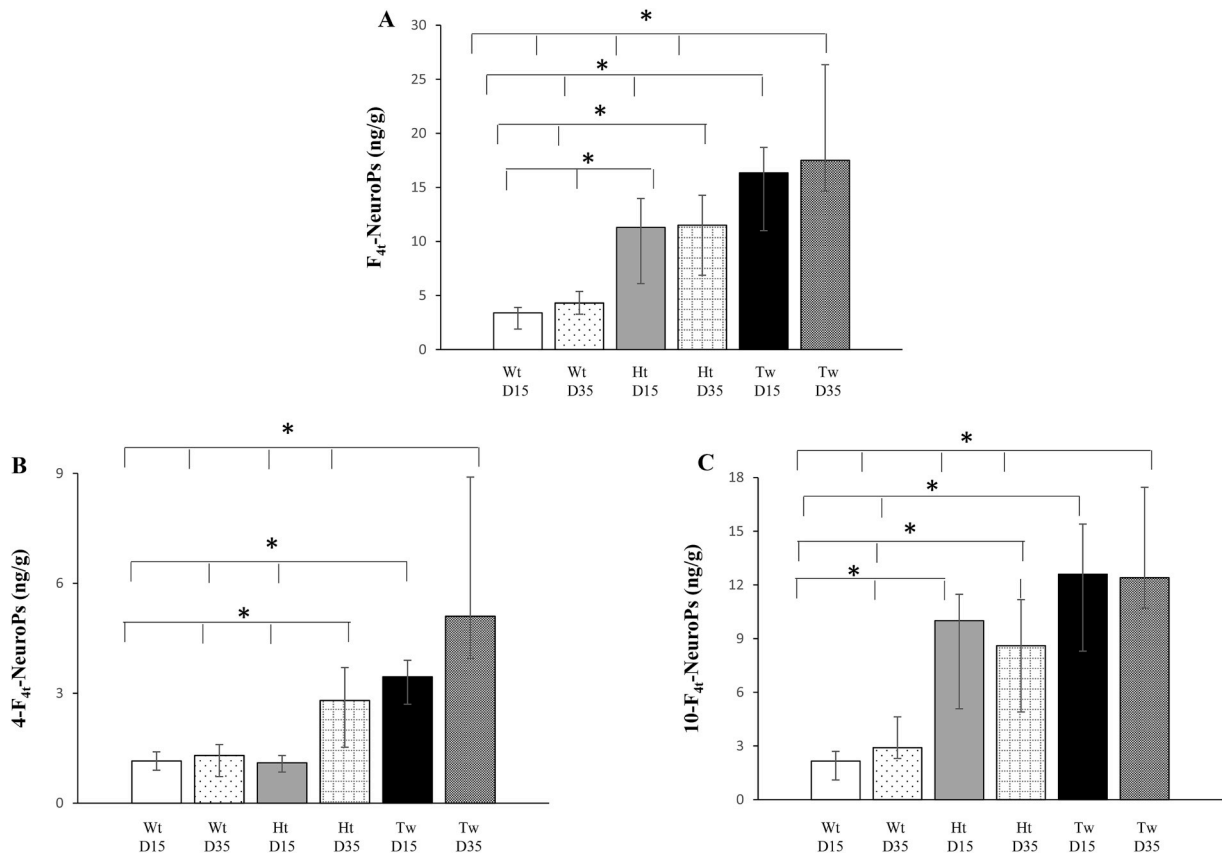 A
F4t-NeuroPs (ng/g)
30
25
20
15
10
5
0
*
*
*
*
Wt Wt Ht Ht Tw Tw
D15 D35 D15 D35 D15 D35
B
4-F4t-NeuroPs (ng/g)
9
6
3
0
*
*
*
Wt Wt Ht Ht Tw Tw
D15 D35 D15 D35 D15 D35
C
10-F4t-NeuroPs (ng/g)
18
15
12
9
6
3
0
*
*
*
*
Wt Wt Ht Ht Tw Tw
D15 D35 D15 D35 D15 D35